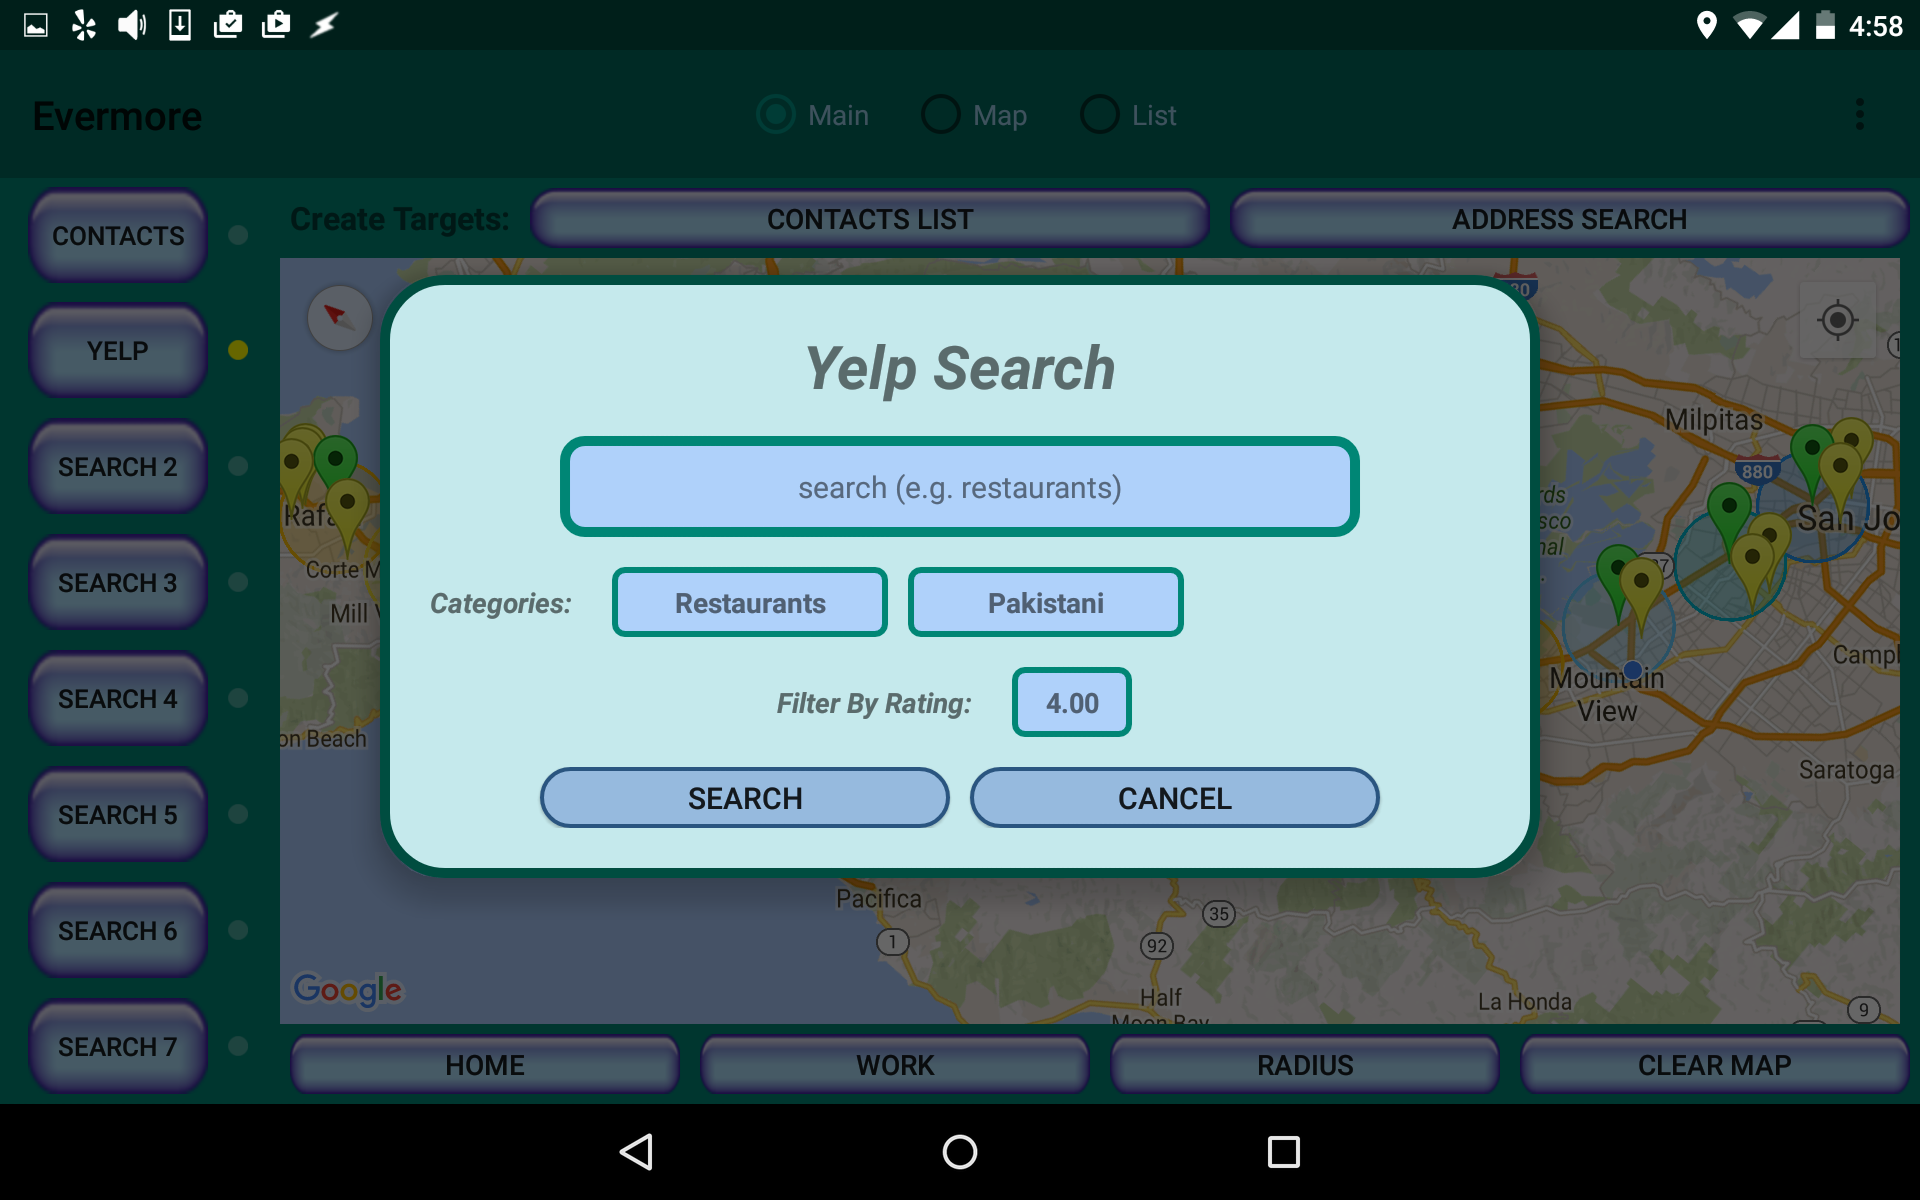 4:58
Evermore
Main
Map
List
CONTACTS
Create Targets:
CONTACTS LIST
ADDRESS SEARCH
YELP
SEARCH 2
SEARCH 3
SEARCH 4
SEARCH 5
SEARCH 6
SEARCH 7
Yelp Search
search (e.g. restaurants)
Categories:
Restaurants
Pakistani
Filter By Rating:
4.00
SEARCH
CANCEL
Milpitas
880
San Jo
Corte M
Mill
on Beach
Mountain
View
Campl
Saratoga
Pacifica
1
35
92
Half
Moon Bay
La Honda
9
Google
HOME
WORK
RADIUS
CLEAR MAP